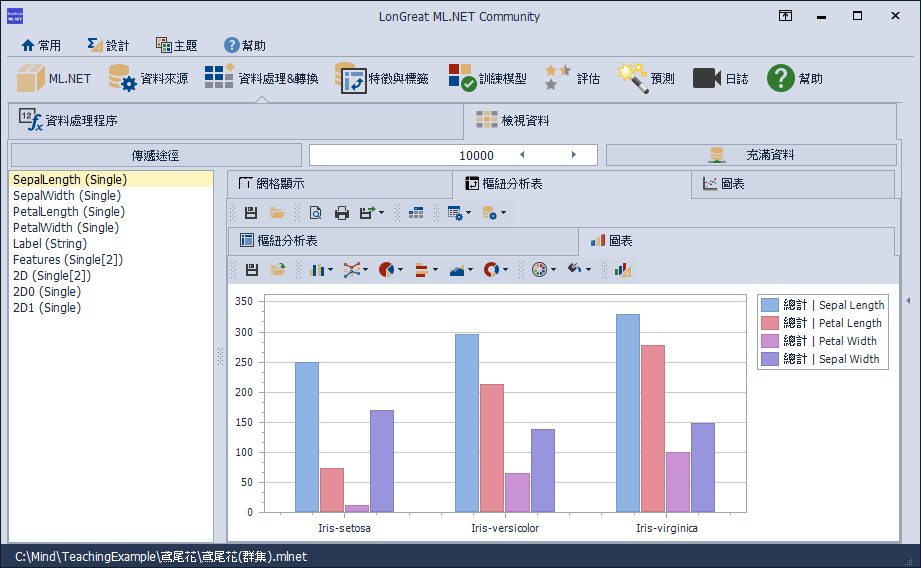 LonGreat ML.NET
LonGreat ML.NET Community
常用 設計 主題 幫助
ML.NET 資料來源 資料處理&轉換 特徵與標籤 訓練模型 評估 預測 日誌 幫助
資料處理程序 檢視資料
傳遞途徑 10000 充滿資料
SepalLength (Single)
SepalWidth (Single)
PetalLength (Single)
PetalWidth (Single)
Label (String)
Features (Single[2])
2D (Single[2])
2D0 (Single)
2D1 (Single)
網格顯示 樞紐分析表 圖表
樞紐分析表 圖表
350
300
250
200
150
100
50
0
Iris-setosa Iris-versicolor Iris-virginica
總計 | Sepal Length
總計 | Petal Length
總計 | Petal Width
總計 | Sepal Width
C:\Mind\TeachingExample\鳶尾花\鳶尾花(群集).mlnet